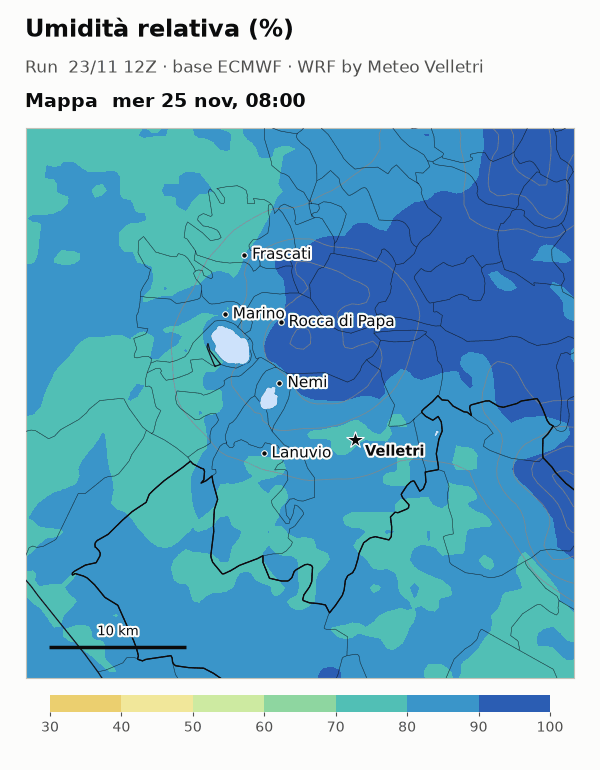 Umidità relativa (%)
Run  23/11 12Z · base ECMWF · WRF by Meteo Velletri
Mappa  mer 25 nov, 08:00
Frascati
Marino
Rocca di Papa
Nemi
Velletri
Lanuvio
10 km
30 40 50 60 70 80 90 100